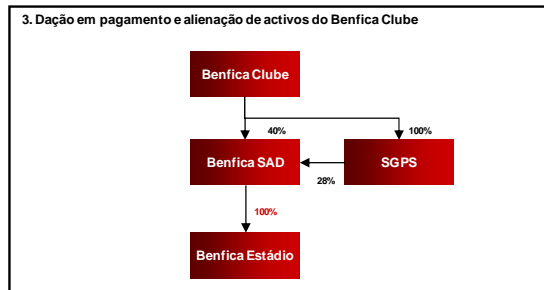 3. Dação em pagamento e alienação de activos do Benfica Clube
Benfica Clube
40%
100%
Benfica SAD
SGPS
28%
100%
Benfica Estádio